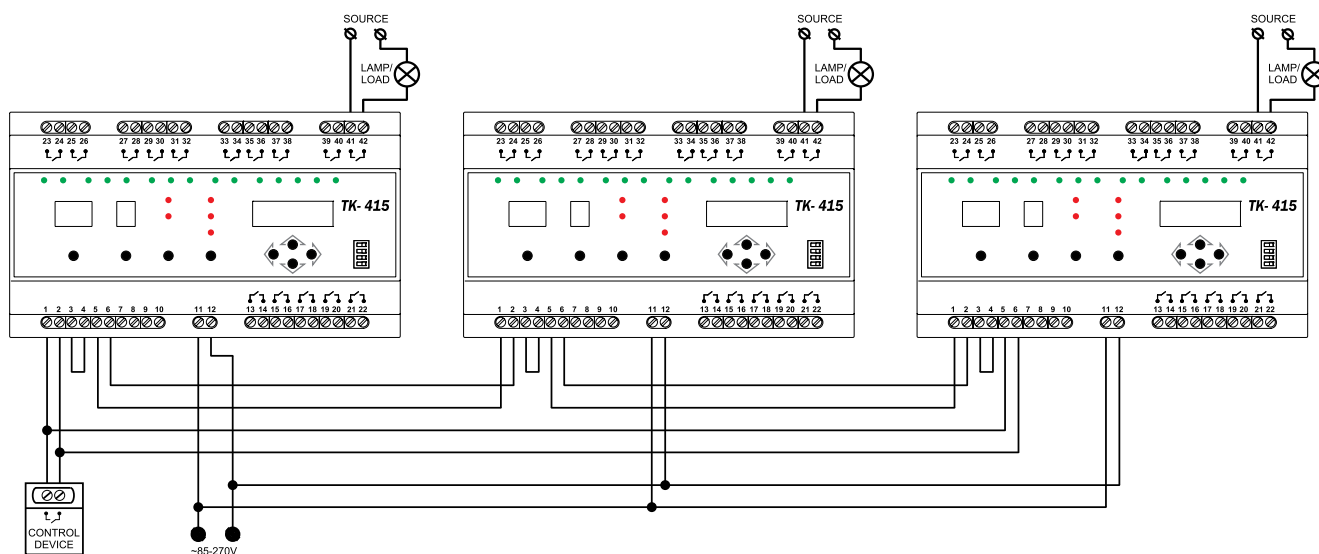 SOURCE SOURCE SOURCE
LAMP/ LAMP/ LAMP/
LOAD LOAD LOAD
23 24 25 26 27 28 29 30 31 32 33 34 35 36 37 38 39 40 41 42 23 24 25 26 27 28 29 30 31 32 33 34 35 36 37 38 39 40 41 42 23 24 25 26 27 28 29 30 31 32 33 34 35 36 37 38 39 40 41 42
TK- 415 TK- 415 TK- 415
1 2 3 4 5 6 7 8 9 10 11 12 13 14 15 16 17 18 19 20 21 22 1 2 3 4 5 6 7 8 9 10 11 12 13 14 15 16 17 18 19 20 21 22 1 2 3 4 5 6 7 8 9 10 11 12 13 14 15 16 17 18 19 20 21 22
CONTROL
DEVICE
~85-270V